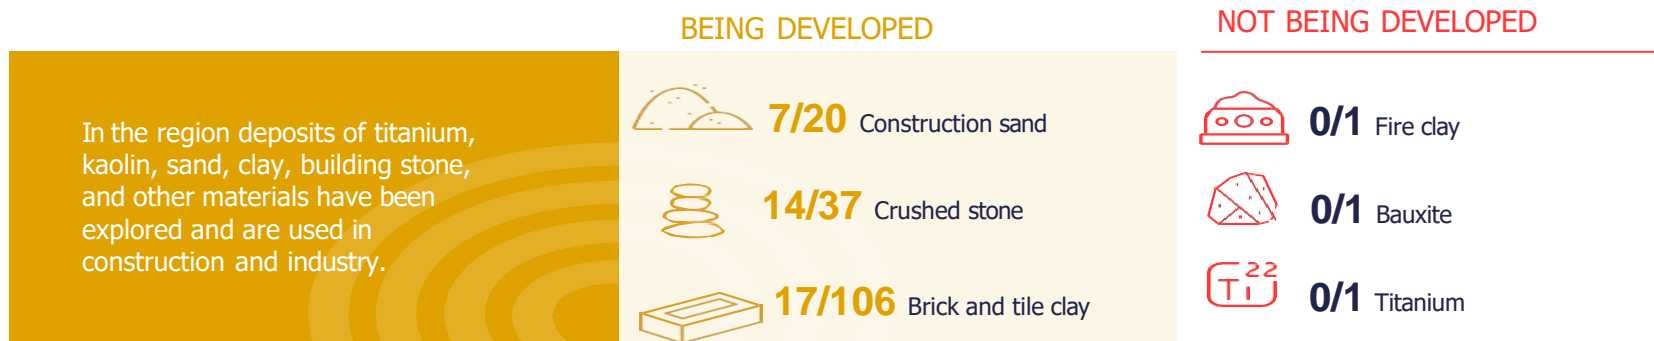 In the region deposits of titanium,
kaolin, sand, clay, building stone,
and other materials have been
explored and are used in
construction and industry.
BEING DEVELOPED
7/20 Construction sand
14/37 Crushed stone
17/106 Brick and tile clay
NOT BEING DEVELOPED
0/1 Fire clay
0/1 Bauxite
Ti 22
0/1 Titanium